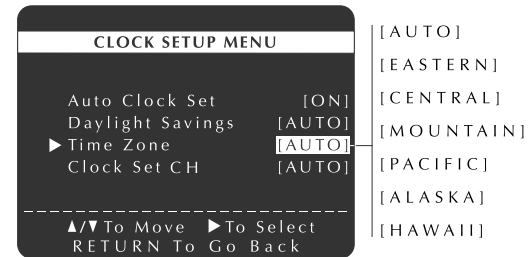 CLOCK SETUP MENU
Auto Clock Set [ON]
Daylight Savings [AUTO]
▶ Time Zone [AUTO]
Clock Set CH [AUTO]
▲/▼ To Move ▶ To Select
RETURN To Go Back
[AUTO]
[EASTERN]
[CENTRAL]
[MOUNTAIN]
[PACIFIC]
[ALASKA]
[HAWAII]